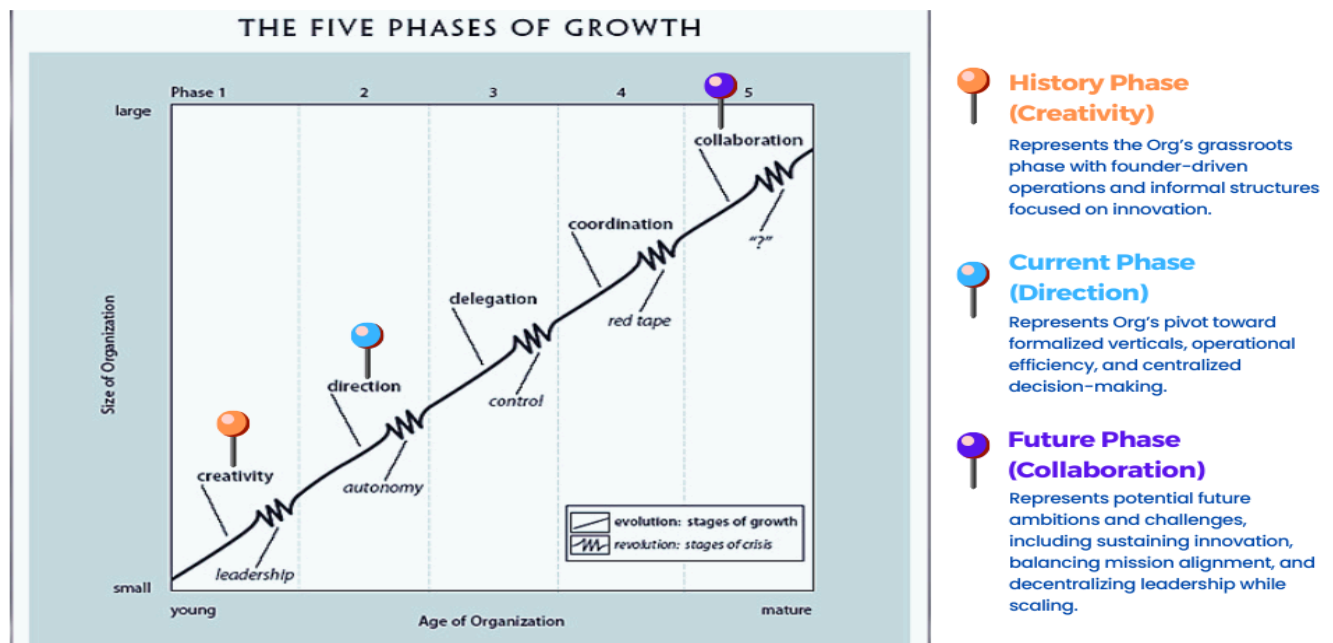 THE FIVE PHASES OF GROWTH
Phase 1
2
3
4
5
large
collaboration
"?"
coordination
red tape
delegation
control
direction
autonomy
creativity
leadership
Size of Organization
evolution: stages of growth
revolution: stages of crisis
small
young
mature
Age of Organization
History Phase
(Creativity)
Represents the Org's grassroots
phase with founder-driven
operations and informal structures
focused on innovation.
Current Phase
(Direction)
Represents Org's pivot toward
formalized verticals, operational
efficiency, and centralized
decision-making.
Future Phase
(Collaboration)
Represents potential future
ambitions and challenges,
including sustaining innovation,
balancing mission alignment, and
decentralizing leadership while
scaling.